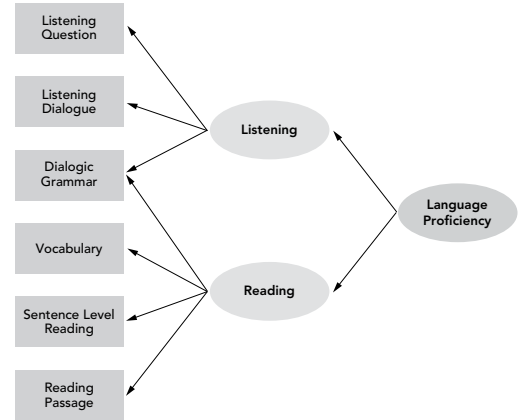 Listening
Question
Listening
Dialogue
Dialogic
Grammar
Vocabulary
Sentence Level
Reading
Reading
Passage
Listening
Reading
Language
Proficiency